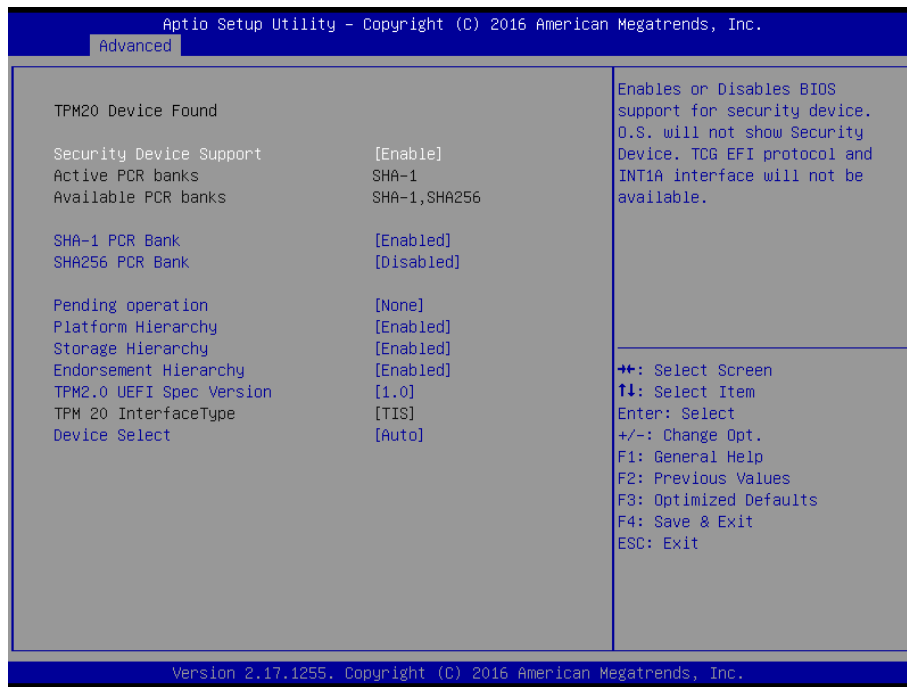 Aptio Setup Utility – Copyright (C) 2016 American Megatrends, Inc.
Advanced
TPM20 Device Found
Security Device Support [Enable]
Active PCR banks SHA-1
Available PCR banks SHA-1,SHA256
SHA-1 PCR Bank [Enabled]
SHA256 PCR Bank [Disabled]
Pending operation [None]
Platform Hierarchy [Enabled]
Storage Hierarchy [Enabled]
Endorsement Hierarchy [Enabled]
TPM2.0 UEFI Spec Version [1.0]
TPM 20 InterfaceType [TIS]
Device Select [Auto]
Enables or Disables BIOS
support for security device.
O.S. will not show Security
Device. TCG EFI protocol and
INT1A interface will not be
available.
→←: Select Screen
↑↓: Select Item
Enter: Select
+/-: Change Opt.
F1: General Help
F2: Previous Values
F3: Optimized Defaults
F4: Save & Exit
ESC: Exit
Version 2.17.1255. Copyright (C) 2016 American Megatrends, Inc.